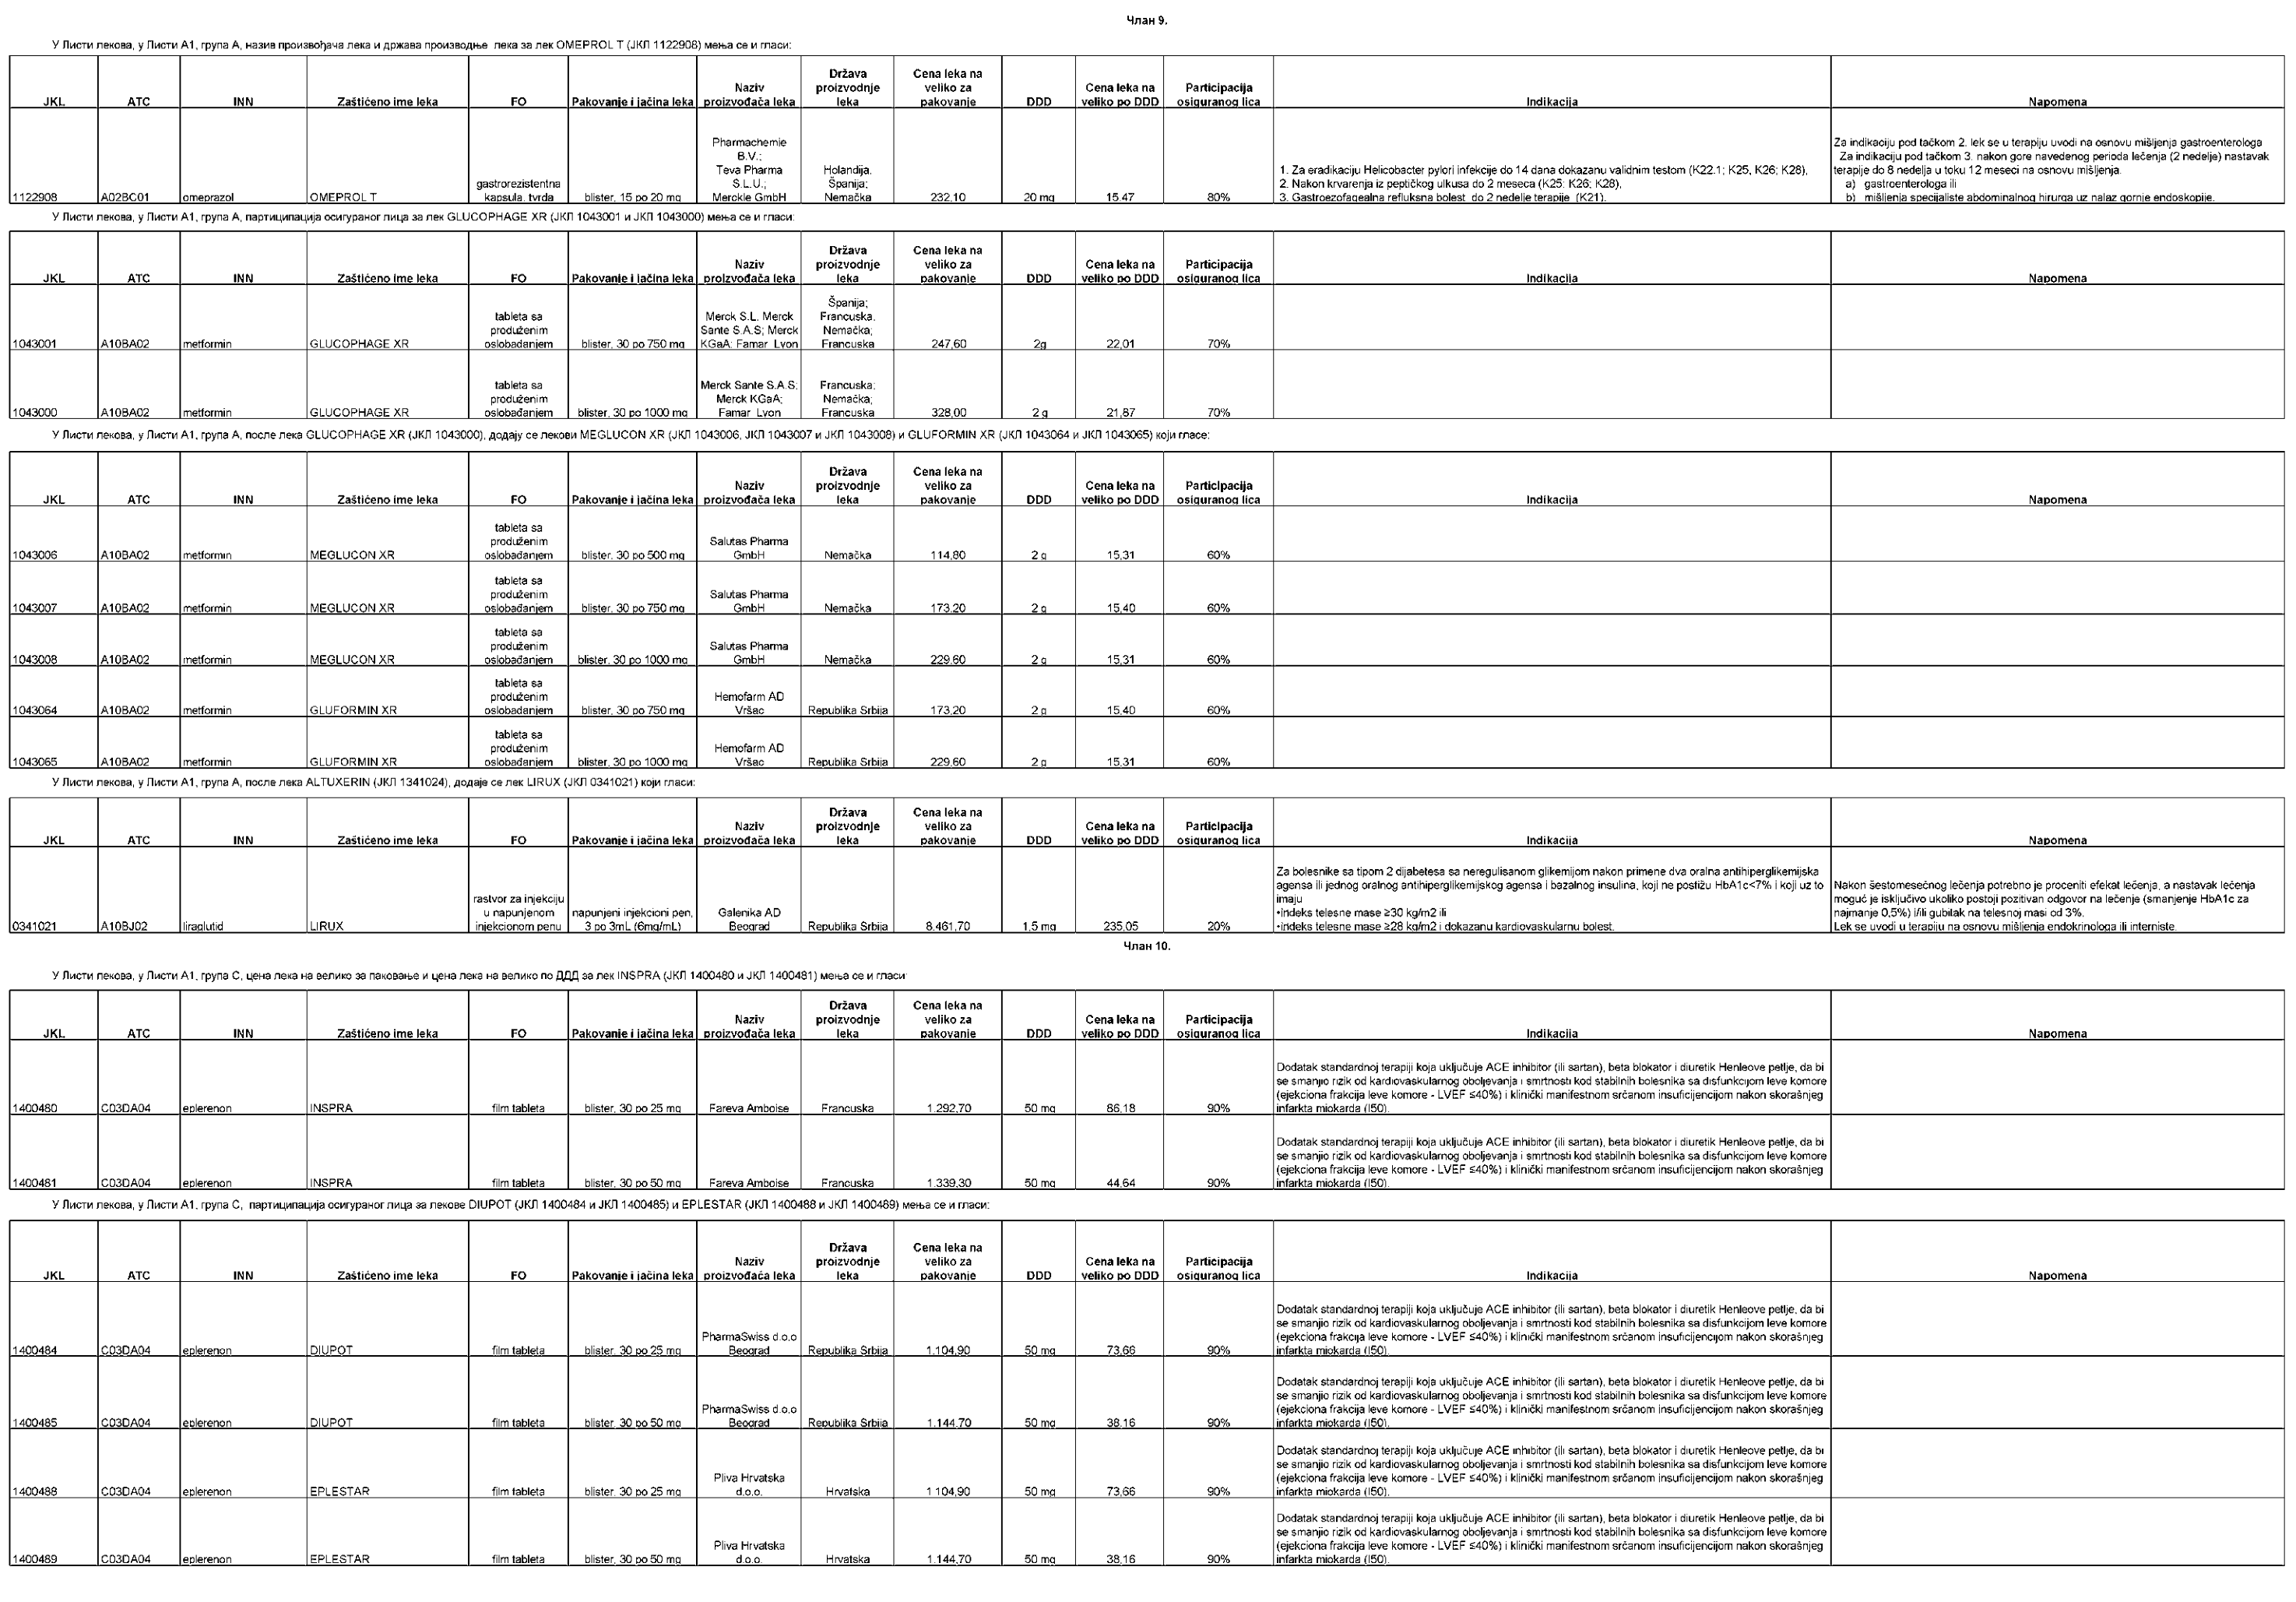 Члан 9.
У Листи лекова, у Листи А1, група А, назив произвођача лека и држава производње лека за лек OMEPROL T (ЈКЛ 1122908) мења се и гласи:
JKL ATC INN Zaštićeno ime leka FO Pakovanje i jačina leka Naziv proizvođača leka Država proizvodnje leka Cena leka na veliko za pakovanje DDD Cena leka na veliko po DDD Participacija osiguranog lica Indikacija Napomena
1122908 A02BC01 omeprazol OMEPROL T gastrorezistentna kapsula, tvrda blister, 15 po 20 mg Pharmachemie B.V.; Teva Pharma S.L.U.; Merckle GmbH Holandija, Španija; Nemačka 232,10 20 mg 15,47 80%
1. Za eradikaciju Helicobacter pylori infekcije do 14 dana dokazanu validnim testom (K22.1; K25, K26; K28),
2. Nakon krvarenja iz peptičkog ulkusa do 2 meseca (K25; K26; K28),
3. Gastroezofagealna refluksna bolest do 2 nedelje terapije (K21).
Za indikaciju pod tačkom 2. lek se u terapiju uvodi na osnovu mišljenja gastroenterologa
Za indikaciju pod tačkom 3. nakon gore navedenog perioda lečenja (2 nedelje) nastavak
terapije do 8 nedelja u toku 12 meseci na osnovu mišljenja.
a) gastroenterologa ili
b) mišljenja specijaliste abdominalnog hirurga uz nalaz gornje endoskopije.
У Листи лекова, у Листи А1, група А, партиципација осигураног лица за лек GLUCOPHAGE XR (ЈКЛ 1043001 и ЈКЛ 1043000) мења се и гласи:
JKL ATC INN Zaštićeno ime leka FO Pakovanje i jačina leka Naziv proizvođača leka Država proizvodnje leka Cena leka na veliko za pakovanje DDD Cena leka na veliko po DDD Participacija osiguranog lica Indikacija Napomena
1043001 A10BA02 metformin GLUCOPHAGE XR tableta sa produženim oslobađanjem blister, 30 po 750 mg Merck S.L. Merck Sante S.A.S; Merck KGaA; Famar Lyon Španija; Francuska, Nemačka; Francuska 247,60 2g 22,01 70%
1043000 A10BA02 metformin GLUCOPHAGE XR tableta sa produženim oslobađanjem blister, 30 po 1000 mg Merck Sante S.A.S; Merck KGaA; Famar Lyon Francuska; Nemačka; Francuska 328,00 2 g 21,87 70%
У Листи лекова, у Листи А1, група А, после лека GLUCOPHAGE XR (ЈКЛ 1043000), додају се лекови MEGLUCON XR (ЈКЛ 1043006, ЈКЛ 1043007 и ЈКЛ 1043008) и GLUFORMIN XR (ЈКЛ 1043064 и ЈКЛ 1043065) који гласе:
JKL ATC INN Zaštićeno ime leka FO Pakovanje i jačina leka Naziv proizvođača leka Država proizvodnje leka Cena leka na veliko za pakovanje DDD Cena leka na veliko po DDD Participacija osiguranog lica Indikacija Napomena
1043006 A10BA02 metformin MEGLUCON XR tableta sa produženim oslobađanjem blister, 30 po 500 mg Salutas Pharma GmbH Nemačka 114,80 2 g 15,31 60%
1043007 A10BA02 metformin MEGLUCON XR tableta sa produženim oslobađanjem blister, 30 po 750 mg Salutas Pharma GmbH Nemačka 173,20 2 g 15,40 60%
1043008 A10BA02 metformin MEGLUCON XR tableta sa produženim oslobađanjem blister, 30 po 1000 mg Salutas Pharma GmbH Nemačka 229,60 2 g 15,31 60%
1043064 A10BA02 metformin GLUFORMIN XR tableta sa produženim oslobađanjem blister, 30 po 750 mg Hemofarm AD Vršac Republika Srbija 173,20 2 g 15,40 60%
1043065 A10BA02 metformin GLUFORMIN XR tableta sa produženim oslobađanjem blister, 30 po 1000 mg Hemofarm AD Vršac Republika Srbija 229,60 2 g 15,31 60%
У Листи лекова, у Листи А1, група А, после лека ALTUXERIN (ЈКЛ 1341024), додаје се лек LIRUX (ЈКЛ 0341021) који гласи:
JKL ATC INN Zaštićeno ime leka FO Pakovanje i jačina leka Naziv proizvođača leka Država proizvodnje leka Cena leka na veliko za pakovanje DDD Cena leka na veliko po DDD Participacija osiguranog lica Indikacija Napomena
0341021 A10BJ02 liraglutid LIRUX rastvor za injekciju u napunjenom injekcionom penu napunjeni injekcioni pen, 3 po 3mL (6mg/mL) Galenika AD Beograd Republika Srbija 8.461,70 1,5 mg 235,05 20%
Za bolesnike sa tipom 2 dijabetesa sa neregulisanom glikemijom nakon primene dva oralna antihiperglikemijska
agensa ili jednog oralnog antihiperglikemijskog agensa i bazalnog insulina, koji ne postižu HbA1c<7% i koji uz to
imaju
•Indeks telesne mase ≥30 kg/m2 ili
•Indeks telesne mase ≥28 kg/m2 i dokazanu kardiovaskularnu bolest.
Nakon šestomesečnog lečenja potrebno je proceniti efekat lečenja, a nastavak lečenja
moguć je isključivo ukoliko postoji pozitivan odgovor na lečenje (smanjenje HbA1c za
najmanje 0,5%) i/ili gubitak na telesnoj masi od 3%.
Lek se uvodi u terapiju na osnovu mišljenja endokrinologa ili interniste.
Члан 10.
У Листи лекова, у Листи А1, група С, цена лека на велико за паковање и цена лека на велико по ДДД за лек INSPRA (ЈКЛ 1400480 и ЈКЛ 1400481) мења се и гласи:
JKL ATC INN Zaštićeno ime leka FO Pakovanje i jačina leka Naziv proizvođača leka Država proizvodnje leka Cena leka na veliko za pakovanje DDD Cena leka na veliko po DDD Participacija osiguranog lica Indikacija Napomena
1400480 C03DA04 eplerenon INSPRA film tableta blister, 30 po 25 mg Fareva Amboise Francuska 1.292,70 50 mg 86,18 90%
Dodatak standardnoj terapiji koja uključuje ACE inhibitor (ili sartan), beta blokator i diuretik Henleove petlje, da bi
se smanjio rizik od kardiovaskularnog oboljevanja i smrtnosti kod stabilnih bolesnika sa disfunkcijom leve komore
(ejekciona frakcija leve komore - LVEF ≤40%) i klinički manifestnom srčanom insuficijencijom nakon skorašnjeg
infarkta miokarda (I50).
1400481 C03DA04 eplerenon INSPRA film tableta blister, 30 po 50 mg Fareva Amboise Francuska 1.339,30 50 mg 44,64 90%
Dodatak standardnoj terapiji koja uključuje ACE inhibitor (ili sartan), beta blokator i diuretik Henleove petlje, da bi
se smanjio rizik od kardiovaskularnog oboljevanja i smrtnosti kod stabilnih bolesnika sa disfunkcijom leve komore
(ejekciona frakcija leve komore - LVEF ≤40%) i klinički manifestnom srčanom insuficijencijom nakon skorašnjeg
infarkta miokarda (I50).
У Листи лекова, у Листи А1, група С, партиципација осигураног лица за лекове DIUPOT (ЈКЛ 1400484 и ЈКЛ 1400485) и EPLESTAR (ЈКЛ 1400488 и ЈКЛ 1400489) мења се и гласи:
JKL ATC INN Zaštićeno ime leka FO Pakovanje i jačina leka Naziv proizvođača leka Država proizvodnje leka Cena leka na veliko za pakovanje DDD Cena leka na veliko po DDD Participacija osiguranog lica Indikacija Napomena
1400484 C03DA04 eplerenon DIUPOT film tableta blister, 30 po 25 mg PharmaSwiss d.o.o Beograd Republika Srbija 1.104,90 50 mg 73,66 90%
Dodatak standardnoj terapiji koja uključuje ACE inhibitor (ili sartan), beta blokator i diuretik Henleove petlje, da bi
se smanjio rizik od kardiovaskularnog oboljevanja i smrtnosti kod stabilnih bolesnika sa disfunkcijom leve komore
(ejekciona frakcija leve komore - LVEF ≤40%) i klinički manifestnom srčanom insuficijencijom nakon skorašnjeg
infarkta miokarda (I50).
1400485 C03DA04 eplerenon DIUPOT film tableta blister, 30 po 50 mg PharmaSwiss d.o.o Beograd Republika Srbija 1.144,70 50 mg 38,16 90%
Dodatak standardnoj terapiji koja uključuje ACE inhibitor (ili sartan), beta blokator i diuretik Henleove petlje, da bi
se smanjio rizik od kardiovaskularnog oboljevanja i smrtnosti kod stabilnih bolesnika sa disfunkcijom leve komore
(ejekciona frakcija leve komore - LVEF ≤40%) i klinički manifestnom srčanom insuficijencijom nakon skorašnjeg
infarkta miokarda (I50).
1400488 C03DA04 eplerenon EPLESTAR film tableta blister, 30 po 25 mg Pliva Hrvatska d.o.o. Hrvatska 1.104,90 50 mg 73,66 90%
Dodatak standardnoj terapiji koja uključuje ACE inhibitor (ili sartan), beta blokator i diuretik Henleove petlje, da bi
se smanjio rizik od kardiovaskularnog oboljevanja i smrtnosti kod stabilnih bolesnika sa disfunkcijom leve komore
(ejekciona frakcija leve komore - LVEF ≤40%) i klinički manifestnom srčanom insuficijencijom nakon skorašnjeg
infarkta miokarda (I50).
1400489 C03DA04 eplerenon EPLESTAR film tableta blister, 30 po 50 mg Pliva Hrvatska d.o.o. Hrvatska 1.144,70 50 mg 38,16 90%
Dodatak standardnoj terapiji koja uključuje ACE inhibitor (ili sartan), beta blokator i diuretik Henleove petlje, da bi
se smanjio rizik od kardiovaskularnog oboljevanja i smrtnosti kod stabilnih bolesnika sa disfunkcijom leve komore
(ejekciona frakcija leve komore - LVEF ≤40%) i klinički manifestnom srčanom insuficijencijom nakon skorašnjeg
infarkta miokarda (I50).